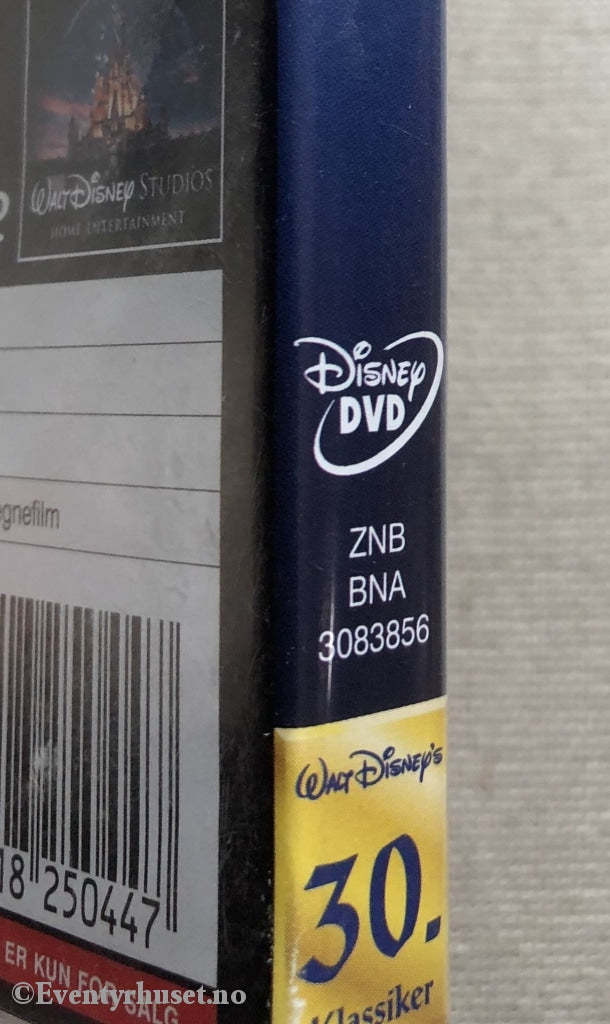 WALT DISNEY STUDIOS
HOME ENTERTAINMENT
gnefilm
18 250447
ER KUN FOR SALG
DISNEY
DVD
ZNB
BNA
3083856
WALT DISNEY'S
30.
Klassiker
©Eventyrhuset.no